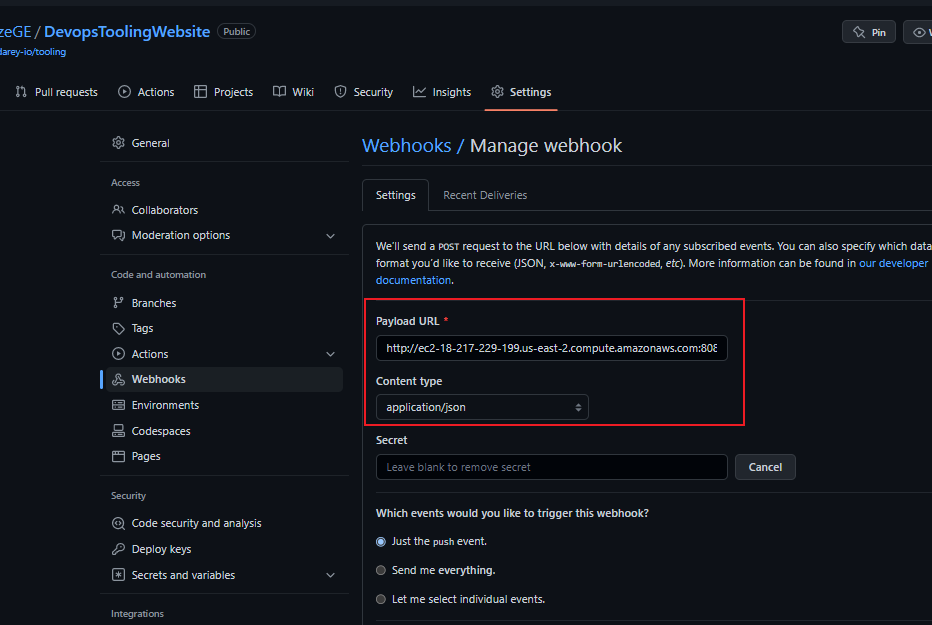 zeGE / DevopsToolingWebsite Public
darey-io/tooling
Pin
Pull requests Actions Projects Wiki Security Insights Settings
General
Access
Collaborators
Moderation options
Code and automation
Branches
Tags
Actions
Webhooks
Environments
Codespaces
Pages
Security
Code security and analysis
Deploy keys
Secrets and variables
Integrations
Webhooks / Manage webhook
Settings Recent Deliveries
We'll send a POST request to the URL below with details of any subscribed events. You can also specify which data
format you'd like to receive (JSON, x-www-form-urlencoded, etc). More information can be found in our developer
documentation.
Payload URL *
http://ec2-18-217-229-199.us-east-2.compute.amazonaws.com:808
Content type
application/json
Secret
Leave blank to remove secret Cancel
Which events would you like to trigger this webhook?
Just the push event.
Send me everything.
Let me select individual events.